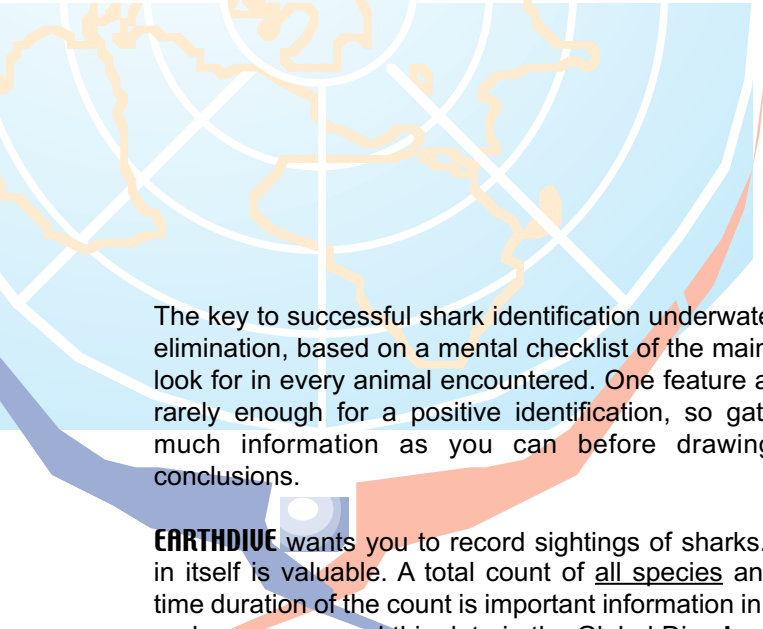 The key to successful shark identification underwate
elimination, based on a mental checklist of the main
look for in every animal encountered. One feature a
rarely enough for a positive identification, so gat
much information as you can before drawing
conclusions.
EARTHDIVE wants you to record sightings of sharks.
in itself is valuable. A total count of all species an
time duration of the count is important information in